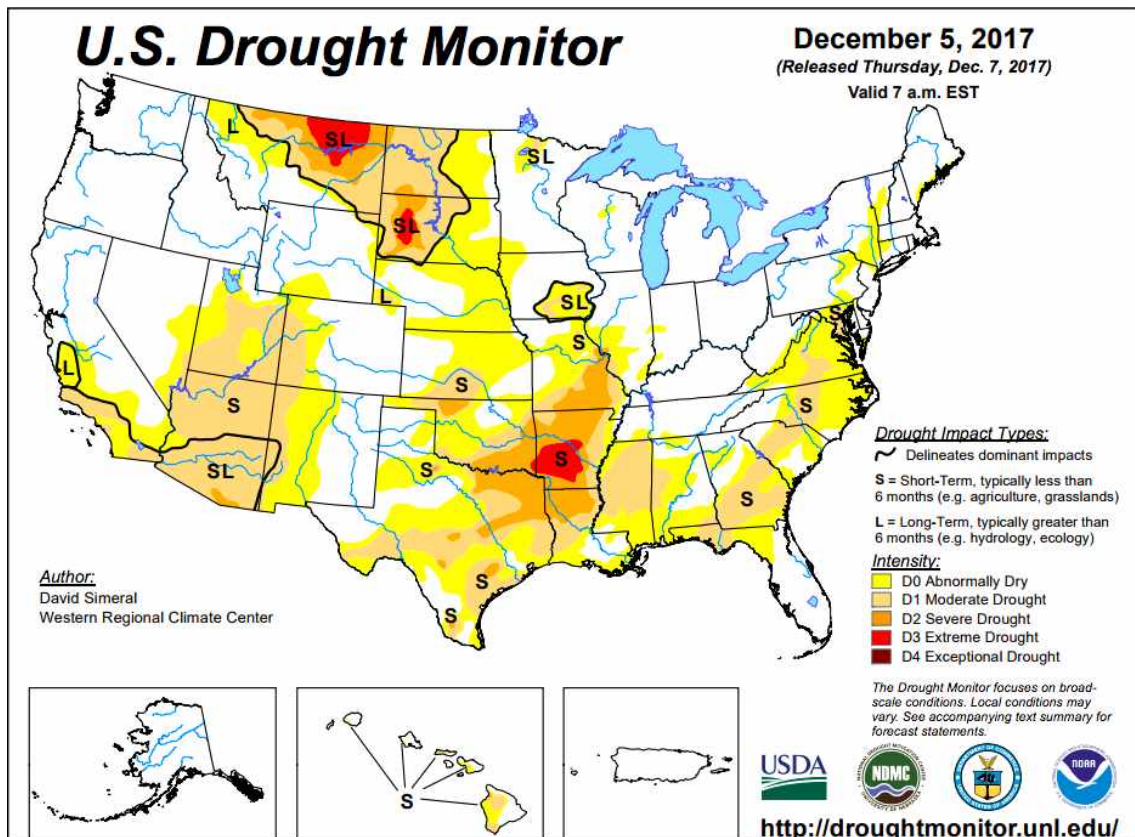 U.S. Drought Monitor
December 5, 2017
(Released Thursday, Dec. 7, 2017)
Valid 7 a.m. EST
L
SL
SL
SL
L
SL
S
L
S
S
SL
S
S
S
S
S
S
S
S
Drought Impact Types:
Delineates dominant impacts
S = Short-Term, typically less than
6 months (e.g. agriculture, grasslands)
L = Long-Term, typically greater than
6 months (e.g. hydrology, ecology)
Intensity:
D0 Abnormally Dry
D1 Moderate Drought
D2 Severe Drought
D3 Extreme Drought
D4 Exceptional Drought
Author:
David Simeral
Western Regional Climate Center
S
The Drought Monitor focuses on broad-
scale conditions. Local conditions may
vary. See accompanying text summary for
forecast statements.
USDA
NDMC
NOAA
http://droughtmonitor.unl.edu/